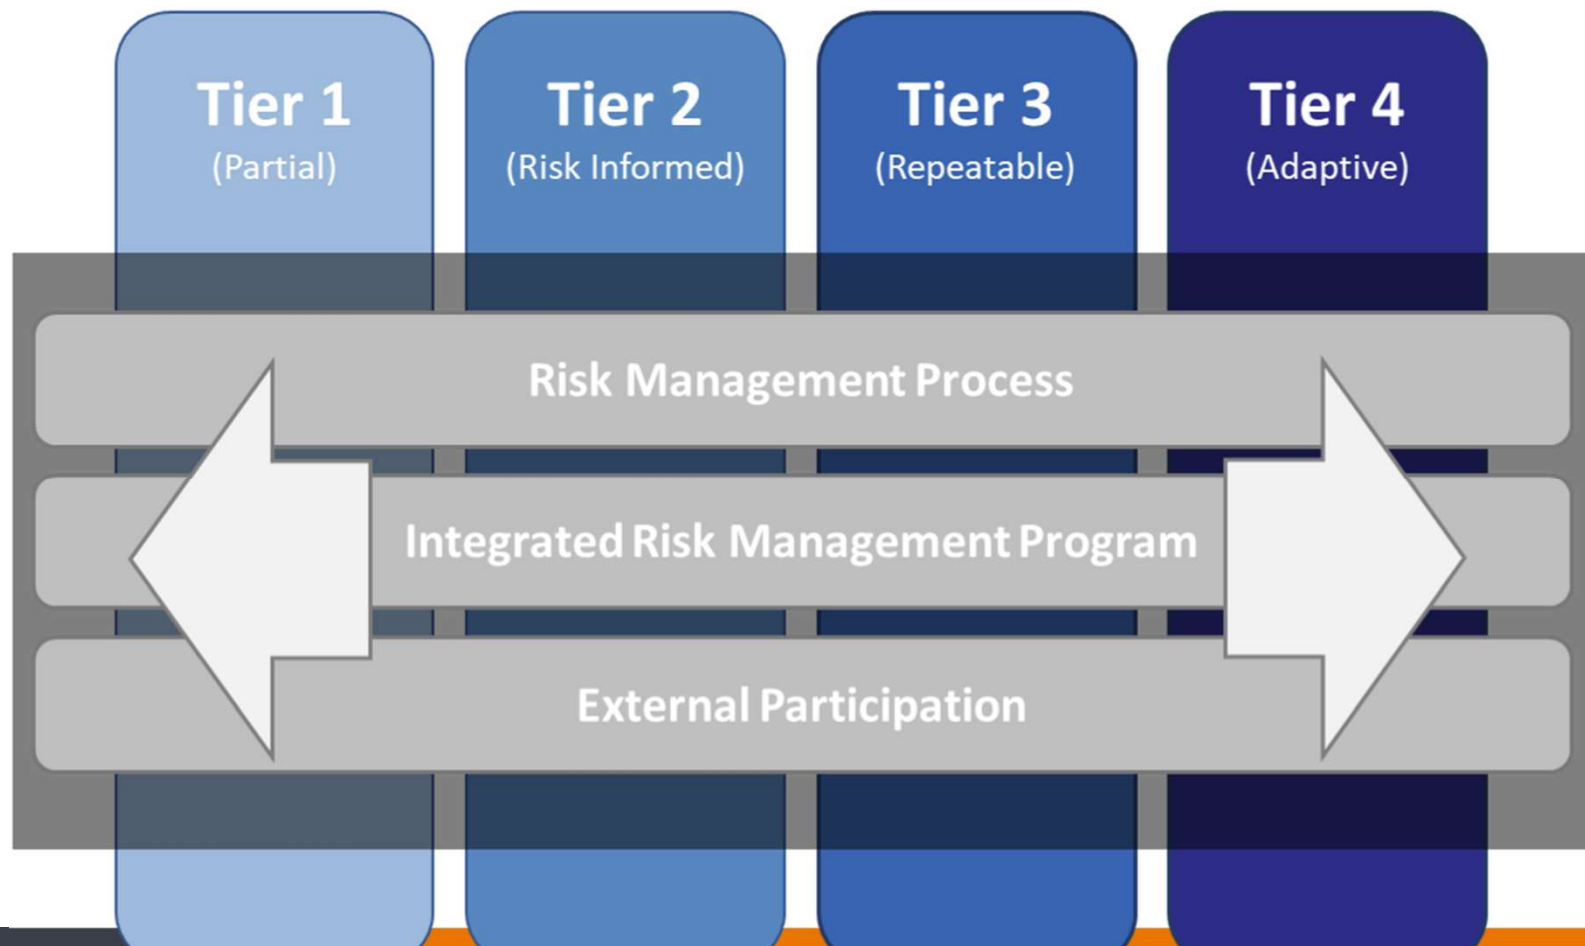 Tier 1
(Partial)
Tier 2
(Risk Informed)
Tier 3
(Repeatable)
Tier 4
(Adaptive)
Risk Management Process
Integrated Risk Management Program
External Participation